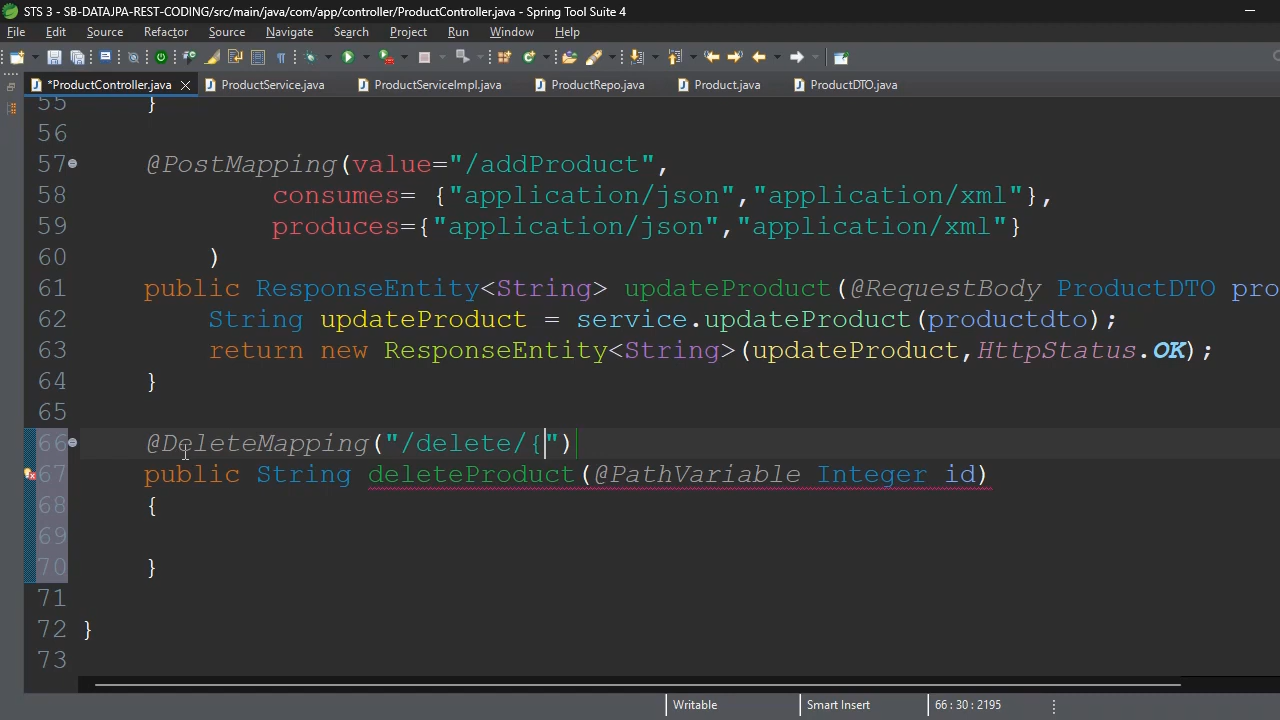 STS 3 - SB-DATAJPA-REST-CODING/src/main/java/com/app/controller/ProductController.java - Spring Tool Suite 4
File Edit Source Refactor Source Navigate Search Project Run Window Help
*ProductController.java ProductService.java ProductServiceImpl.java ProductRepo.java Product.java ProductDTO.java
55 }
56
57 @PostMapping(value="/addProduct",
58 consumes= {"application/json","application/xml"},
59 produces={"application/json","application/xml"}
60 )
61 public ResponseEntity<String> updateProduct(@RequestBody ProductDTO pro
62 String updateProduct = service.updateProduct(productdto);
63 return new ResponseEntity<String>(updateProduct,HttpStatus.OK);
64 }
65
66 @DeleteMapping("/delete/{")
67 public String deleteProduct(@PathVariable Integer id)
68 {
69
70 }
71
72 }
73
Writable Smart Insert 66 : 30 : 2195